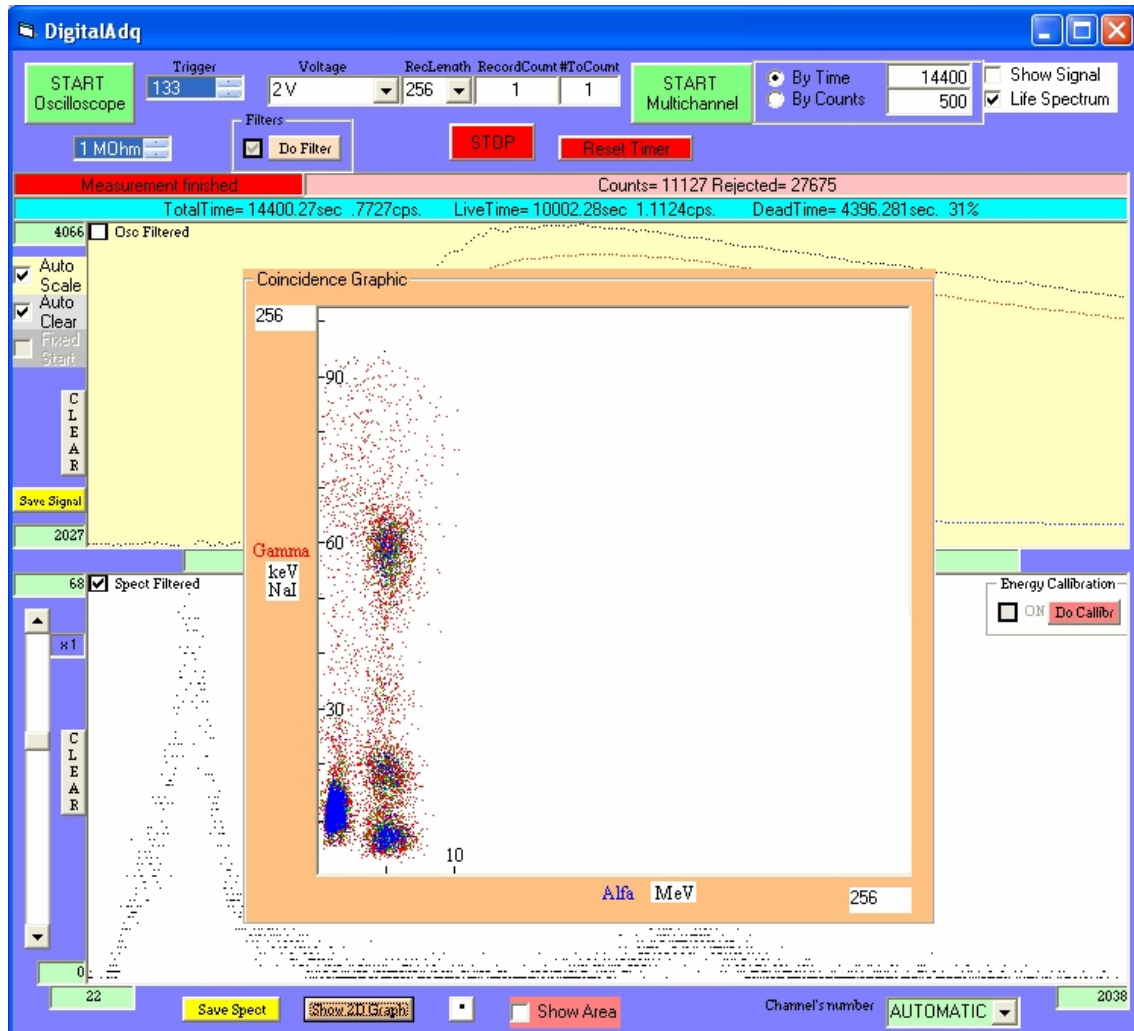 DigitalAdq
START Oscilloscope
Trigger
133
Voltage
2 V
RecLength
256
RecordCount
1
#ToCount
1
START Multichannel
By Time
14400
By Counts
500
Show Signal
Life Spectrum
1 MOhm
Filters
Do Filter
STOP
Reset Timer
Measurement finished
Counts= 11127 Rejected= 27675
TotalTime= 14400.27sec .7727cps. LiveTime= 10002.28sec 1.1124cps. DeadTime= 4396.281sec. 31%
4066
Osc Filtered
Auto Scale
Auto Clear
Fixed Start
CLEAR
Save Signal
2027
Coincidence Graphic
256
90
60
30
Gamma
keV
NaI
10
Alfa
MeV
256
68
Spect Filtered
Energy Callibration
ON
Do Callibr
x1
CLEAR
0
22
2038
Save Spect
Show 2D Graph
Show Area
Channel's number
AUTOMATIC